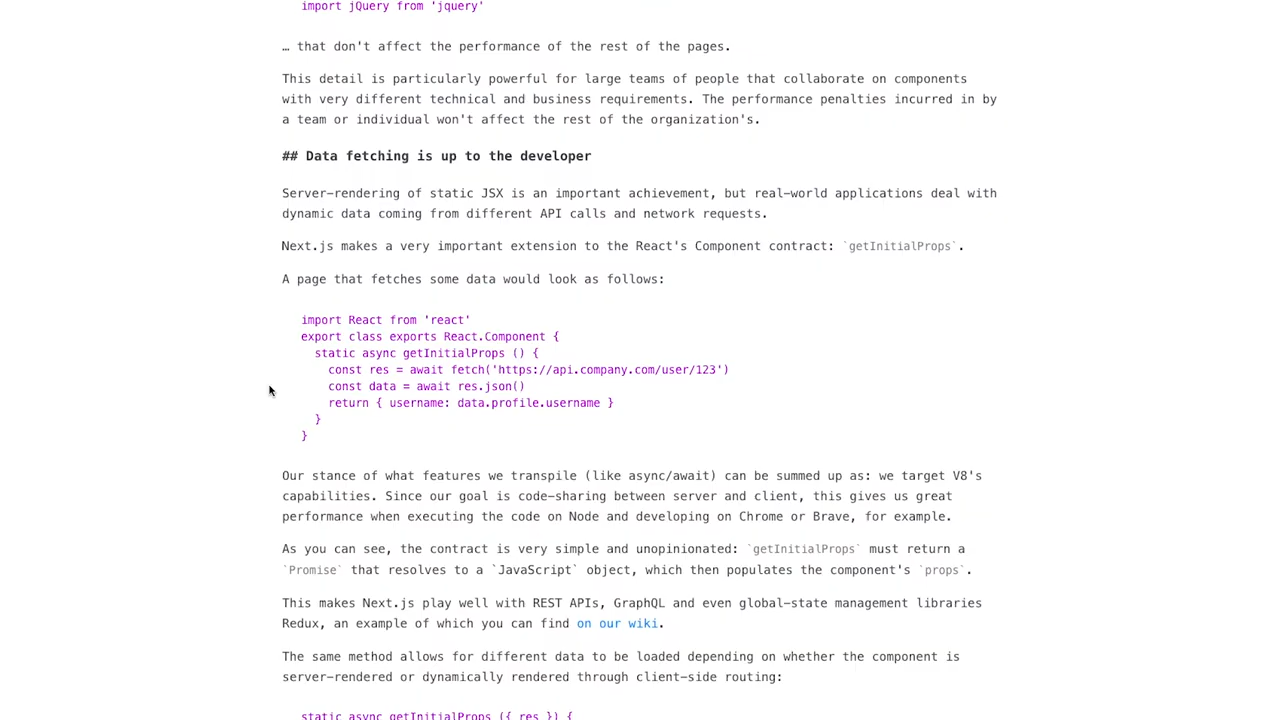 import jQuery from 'jquery'
… that don't affect the performance of the rest of the pages.
This detail is particularly powerful for large teams of people that collaborate on components
with very different technical and business requirements. The performance penalties incurred in by
a team or individual won't affect the rest of the organization's.
## Data fetching is up to the developer
Server-rendering of static JSX is an important achievement, but real-world applications deal with
dynamic data coming from different API calls and network requests.
Next.js makes a very important extension to the React's Component contract: `getInitialProps`.
A page that fetches some data would look as follows:
import React from 'react'
export class exports React.Component {
  static async getInitialProps () {
    const res = await fetch('https://api.company.com/user/123')
    const data = await res.json()
    return { username: data.profile.username }
  }
}
Our stance of what features we transpile (like async/await) can be summed up as: we target V8's
capabilities. Since our goal is code-sharing between server and client, this gives us great
performance when executing the code on Node and developing on Chrome or Brave, for example.
As you can see, the contract is very simple and unopinionated: `getInitialProps` must return a
`Promise` that resolves to a `JavaScript` object, which then populates the component's `props`.
This makes Next.js play well with REST APIs, GraphQL and even global-state management libraries
Redux, an example of which you can find on our wiki.
The same method allows for different data to be loaded depending on whether the component is
server-rendered or dynamically rendered through client-side routing:
static async getInitialProps ({ res }) {